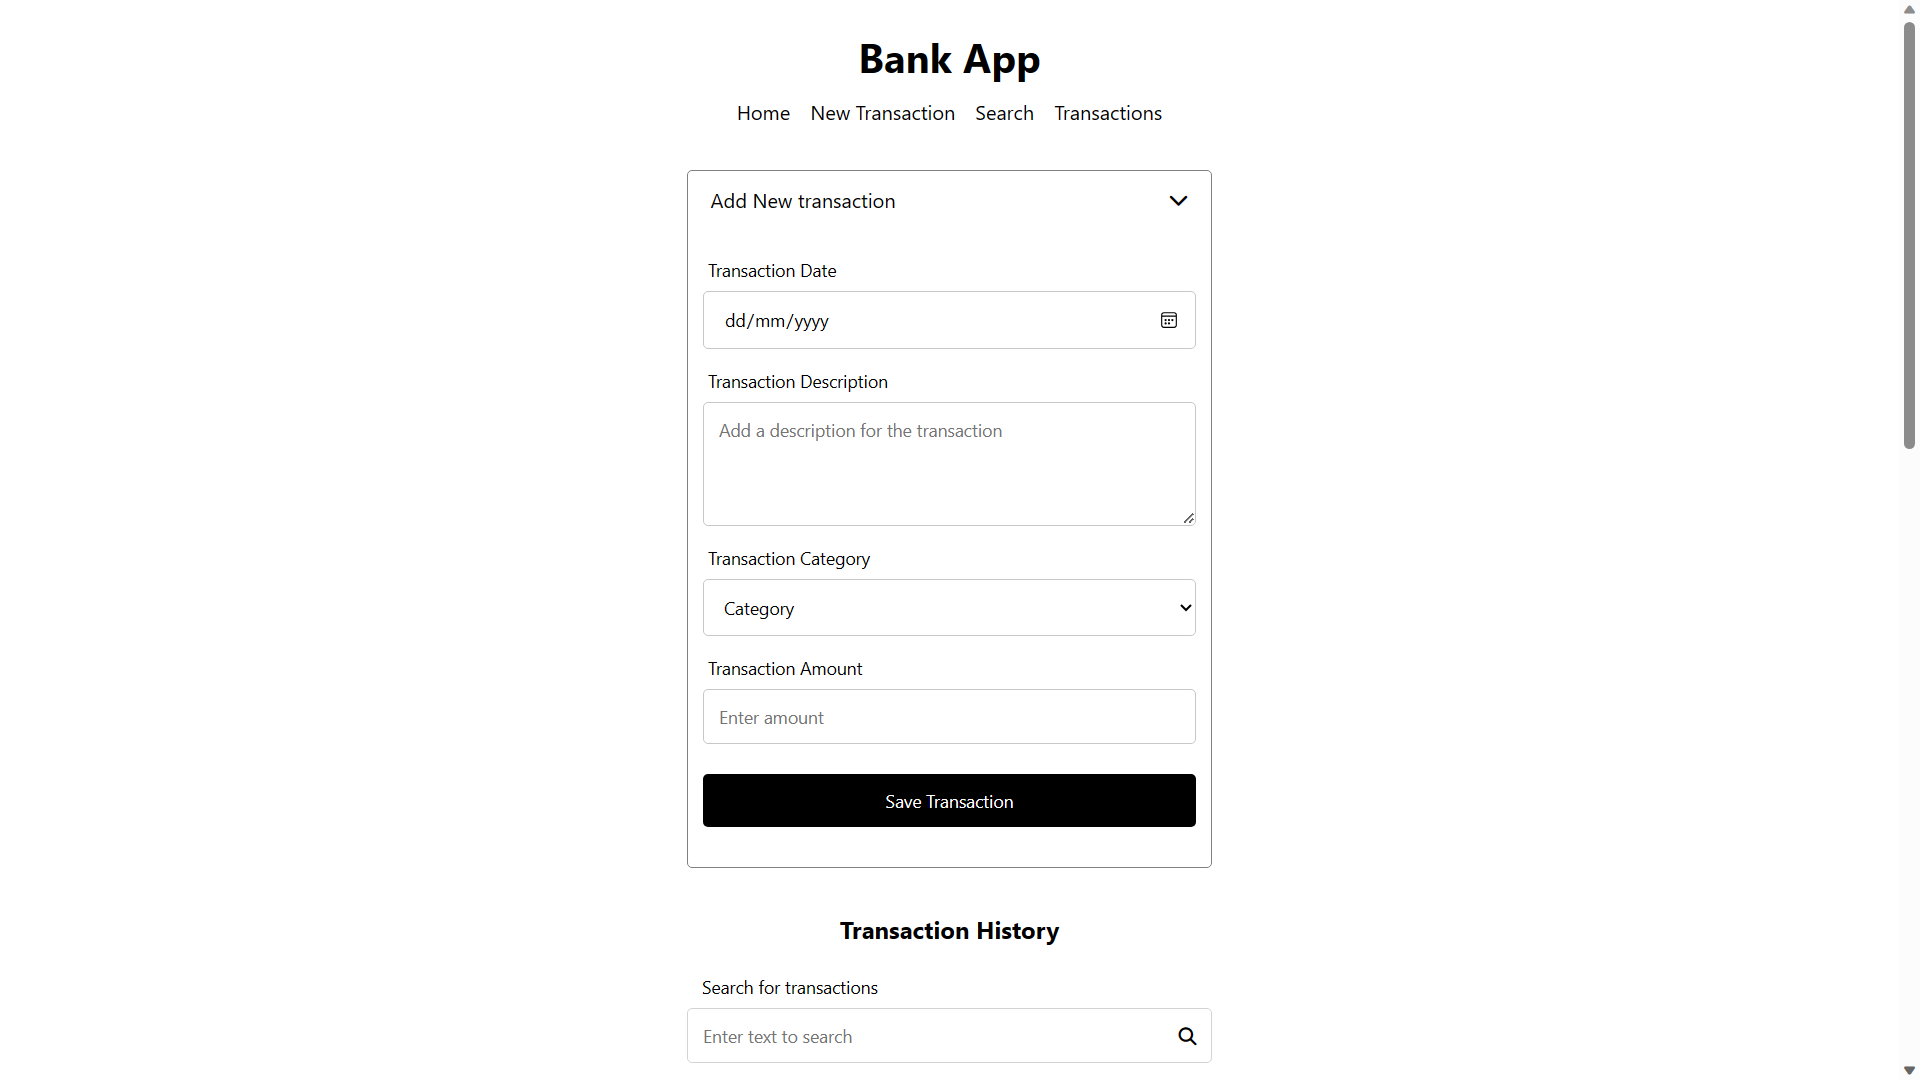 Bank App
Home New Transaction Search Transactions
Add New transaction
Transaction Date
dd/mm/yyyy
Transaction Description
Add a description for the transaction
Transaction Category
Category
Transaction Amount
Enter amount
Save Transaction
Transaction History
Search for transactions
Enter text to search